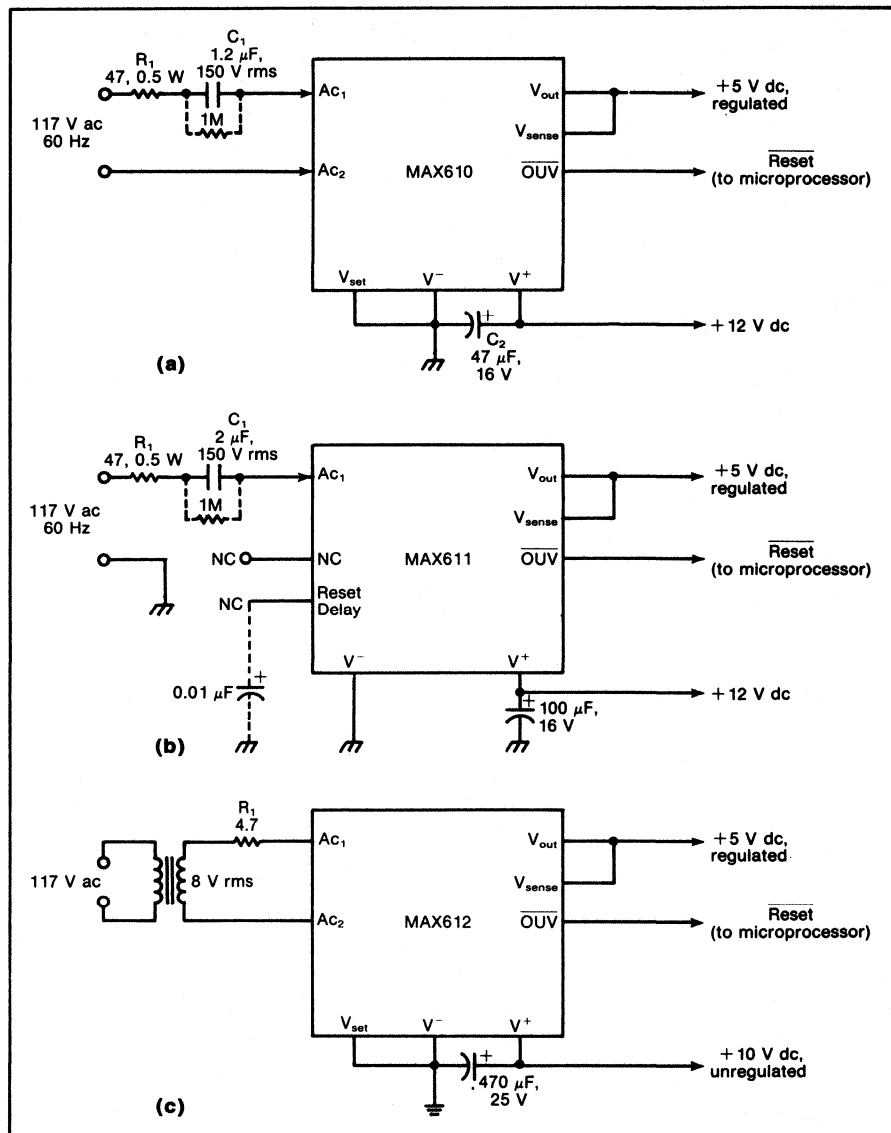 C₁
1.2 μF,
150 V rms
R₁
47, 0.5 W
1M
117 V ac
60 Hz
Ac₁
Ac₂
MAX610
Vout
Vsense
OUV
Vset
V⁻
V⁺
+5 V dc,
regulated
Reset
(to microprocessor)
+12 V dc
+
C₂
47 μF,
16 V
(a)
C₁
2 μF,
150 V rms
R₁
47, 0.5 W
1M
117 V ac
60 Hz
NC
NC
Ac₁
NC
Reset
Delay
MAX611
Vout
Vsense
OUV
V⁻
V⁺
+5 V dc,
regulated
Reset
(to microprocessor)
+12 V dc
+
0.01 μF
+
100 μF,
16 V
(b)
R₁
4.7
117 V ac
8 V rms
Ac₁
Ac₂
MAX612
Vout
Vsense
OUV
Vset
V⁻
V⁺
+5 V dc,
regulated
Reset
(to microprocessor)
+10 V dc,
unregulated
+
470 μF,
25 V
(c)